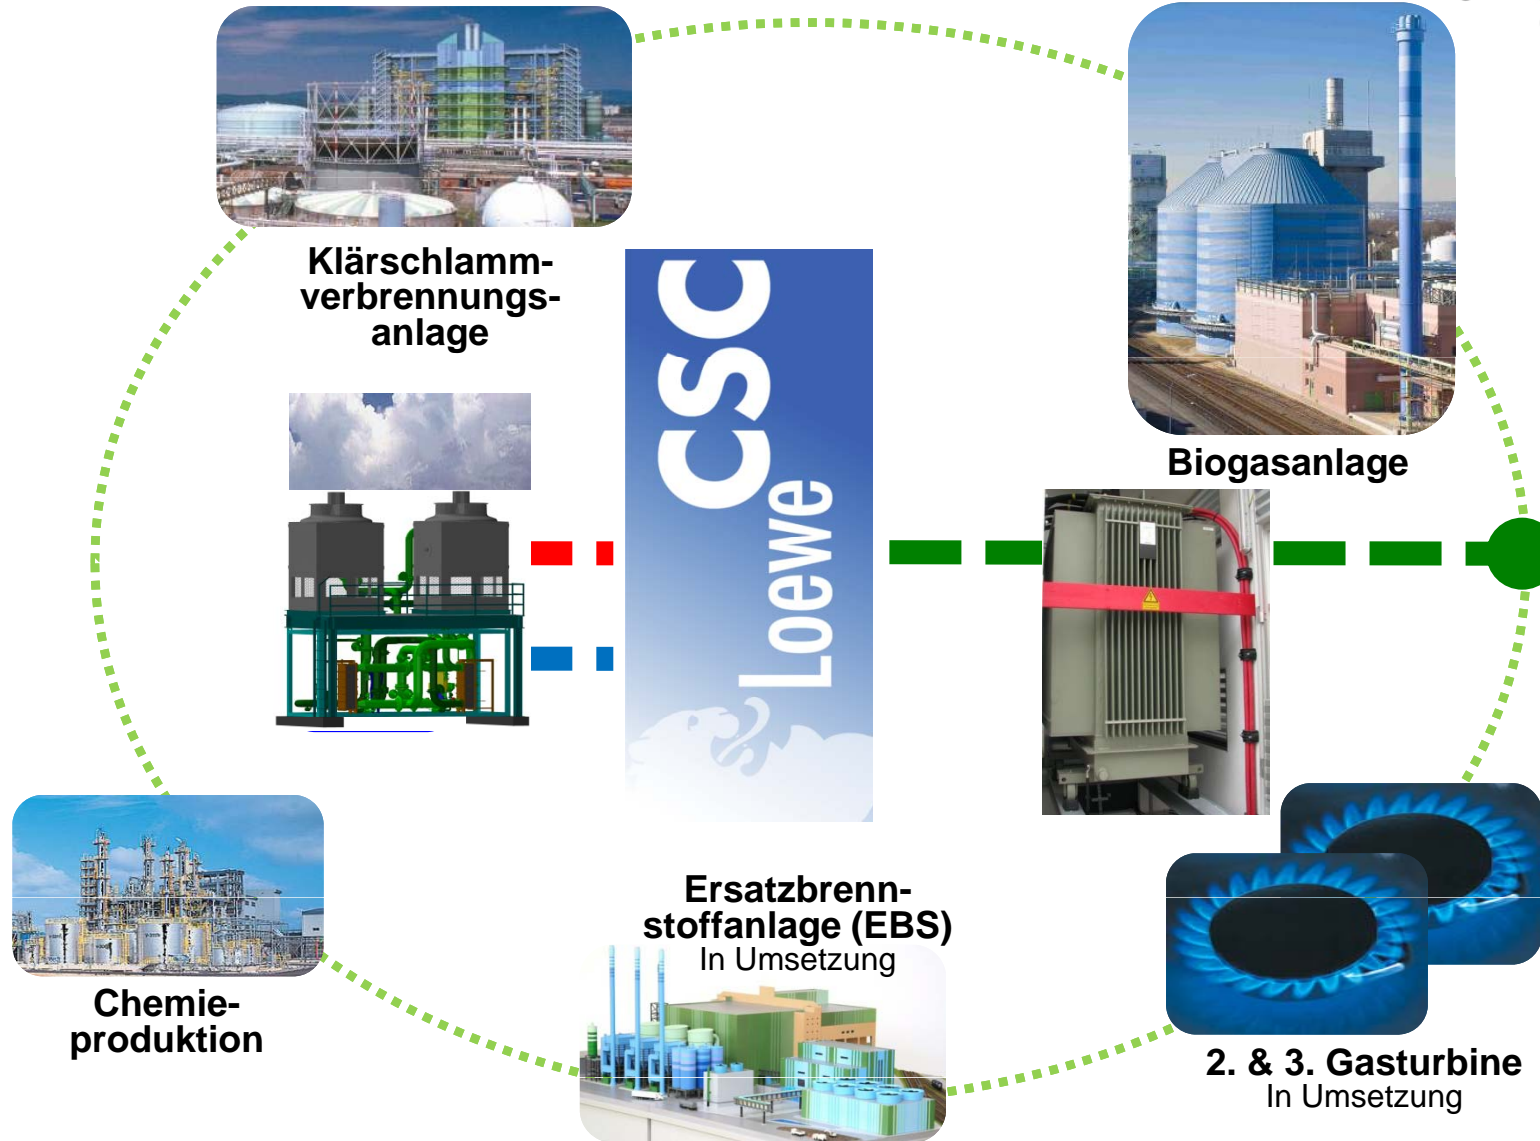 Klärschlamm-
verbrennungs-
anlage
CSC
Loewe
Biogasanlage
Chemie-
produktion
Ersatzbrenn-
stoffanlage (EBS)
In Umsetzung
2. & 3. Gasturbine
In Umsetzung